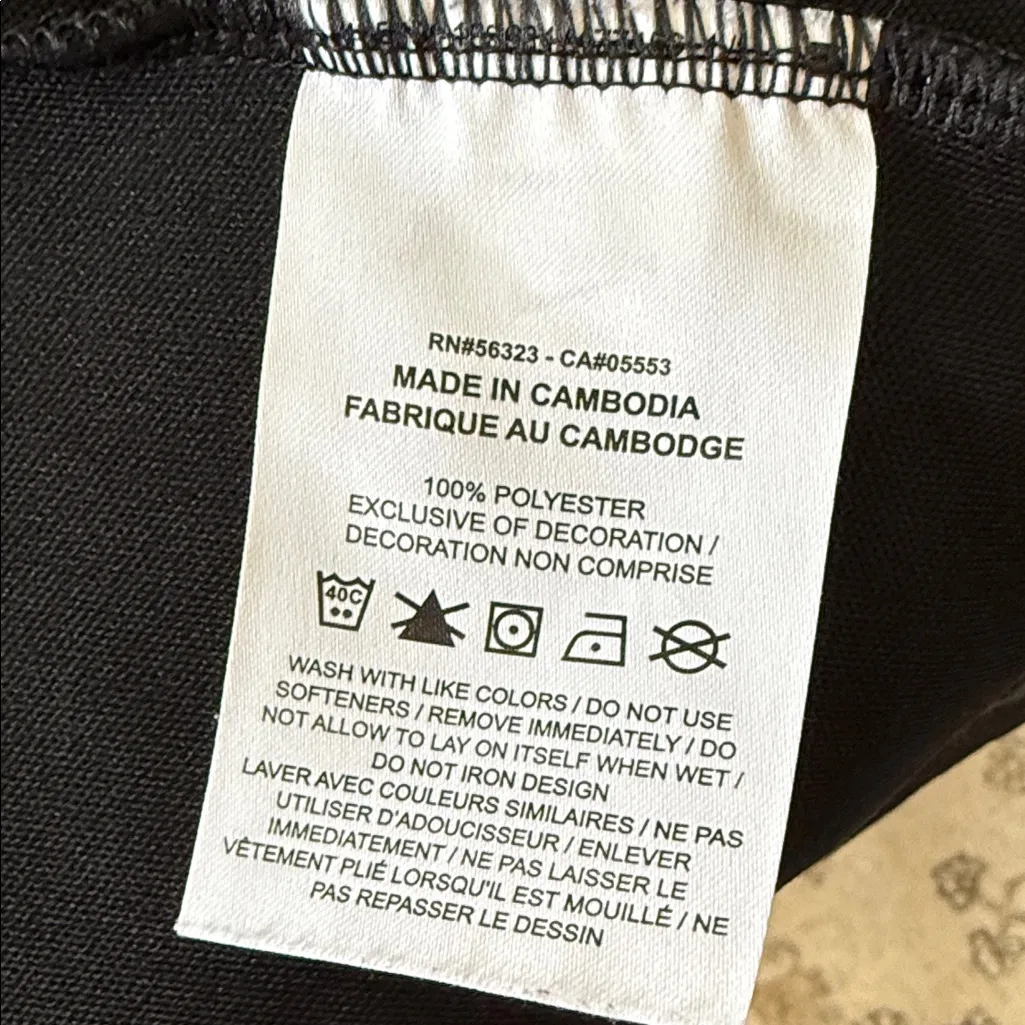 RN#56323 - CA#05553
MADE IN CAMBODIA
FABRIQUE AU CAMBODGE
100% POLYESTER
EXCLUSIVE OF DECORATION /
DECORATION NON COMPRISE
40C
WASH WITH LIKE COLORS / DO NOT USE
SOFTENERS / REMOVE IMMEDIATELY / DO
NOT ALLOW TO LAY ON ITSELF WHEN WET /
DO NOT IRON DESIGN
LAVER AVEC COULEURS SIMILAIRES / NE PAS
UTILISER D'ADOUCISSEUR / ENLEVER
IMMEDIATEMENT / NE PAS LAISSER LE
VÊTEMENT PLIÉ LORSQU'IL EST MOUILLÉ / NE
PAS REPASSER LE DESSIN